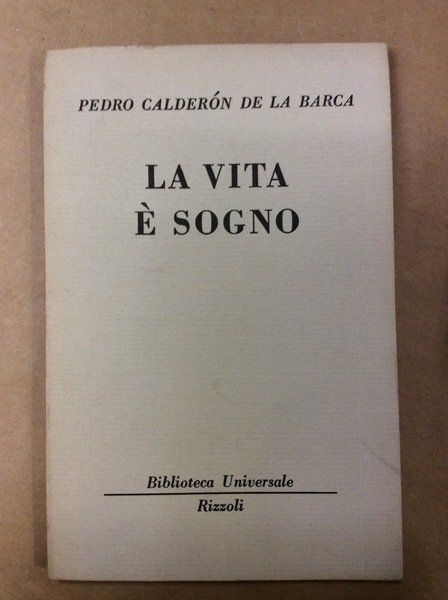 PEDRO CALDERÓN DE LA BARCA
LA VITA
È SOGNO
Biblioteca Universale
Rizzoli